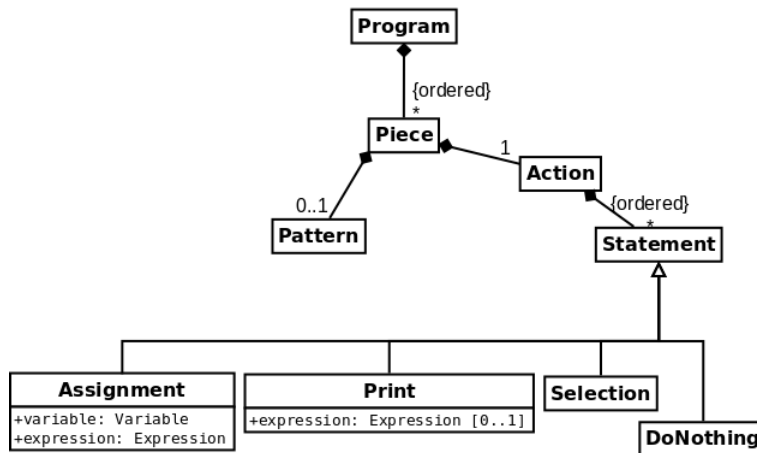 Program
{ordered}
*
Piece
1
Action
{ordered}
*
0..1
Pattern
Statement
Assignment
+variable: Variable
+expression: Expression
Print
+expression: Expression [0..1]
Selection
DoNothing